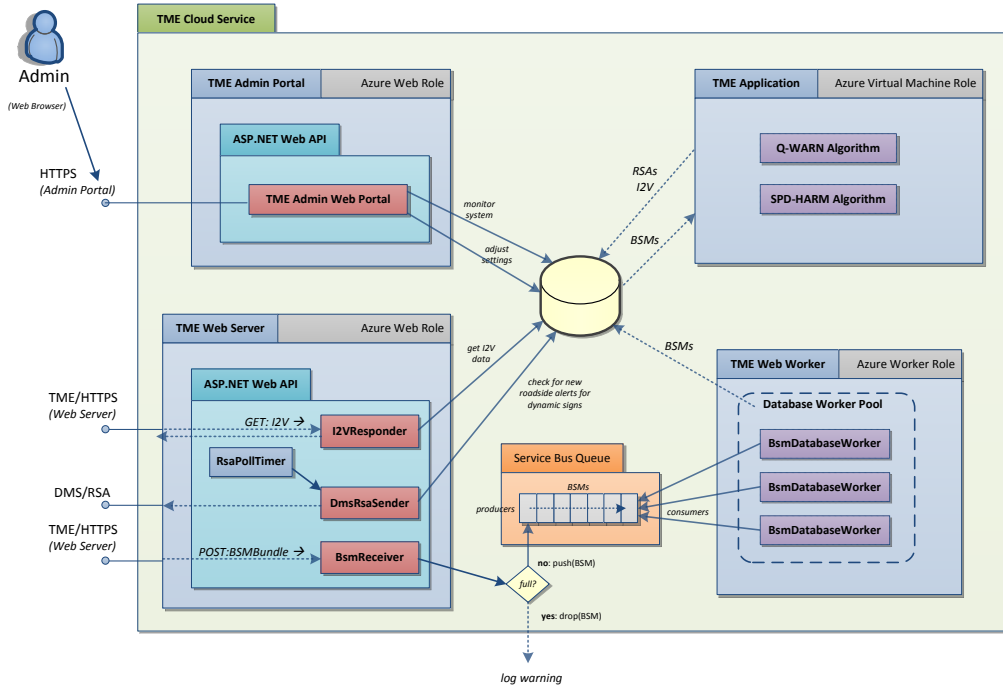 TME Cloud Service
Admin
(Web Browser)
HTTPS
(Admin Portal)
TME Admin Portal
Azure Web Role
ASP.NET Web API
TME Admin Web Portal
monitor
system
adjust
settings
RSAs
I2V
BSMs
TME Application
Azure Virtual Machine Role
Q-WARN Algorithm
SPD-HARM Algorithm
TME Web Server
Azure Web Role
ASP.NET Web API
TME/HTTPS
(Web Server)
GET: I2V →
I2VResponder
RsaPollTimer
DMS/RSA
DmsRsaSender
TME/HTTPS
(Web Server)
POST:BSMBundle →
BsmReceiver
get I2V
data
check for new
roadside alerts for
dynamic signs
BSMs
Service Bus Queue
BSMs
producers
consumers
no: push(BSM)
full?
yes: drop(BSM)
log warning
TME Web Worker
Azure Worker Role
Database Worker Pool
BsmDatabaseWorker
BsmDatabaseWorker
BsmDatabaseWorker